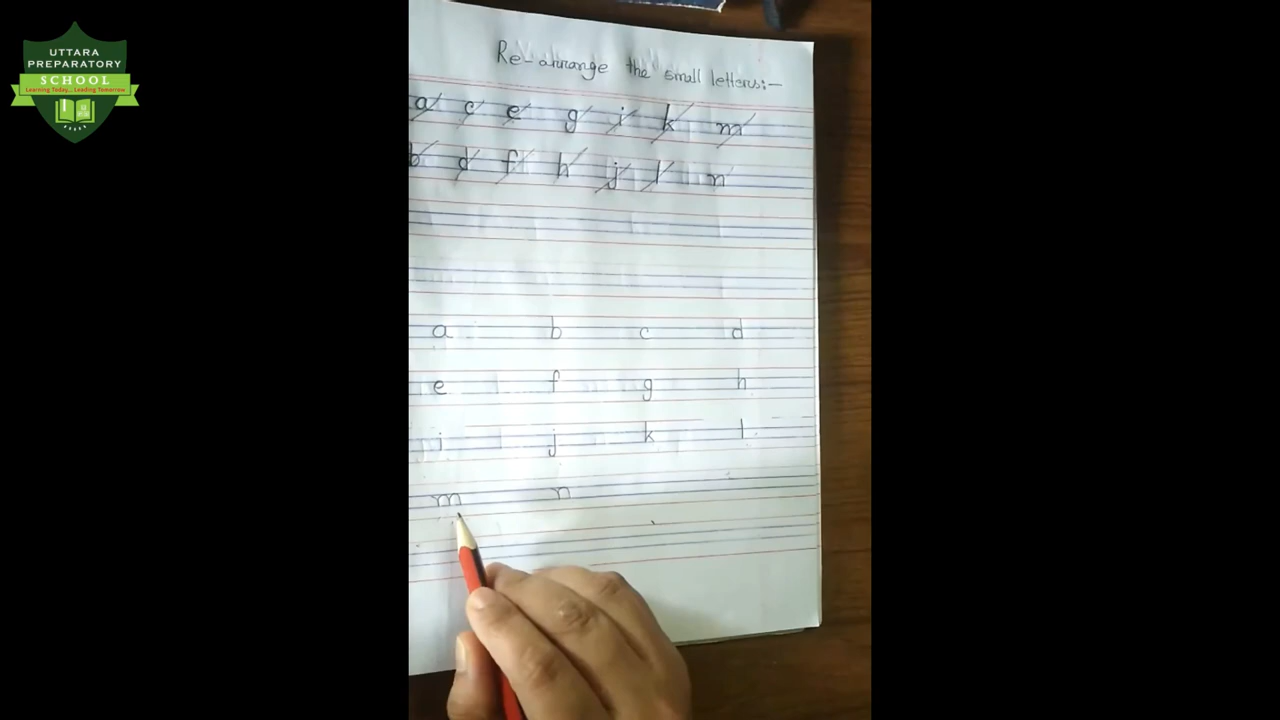 UTTARA
PREPARATORY
SCHOOL
Learning Today... Leading Tomorrow
Re-arrange the small letters:-
a c e g i k m
b d f h j l n
a b c d
e f g h
i j k l
m n